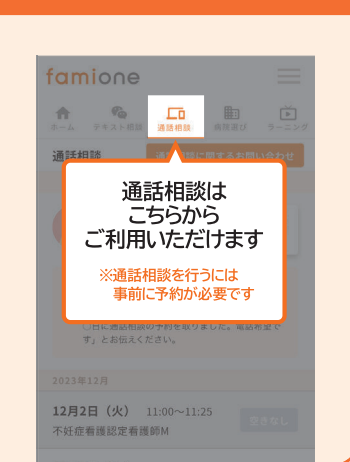 famione
ホーム
テキスト相談
通話相談
病院選び
ラーニング
通話相談
通話相談は
こちらから
ご利用いただけます
※通話相談を行うには
事前に予約が必要です
〇日に通話相談の予約を取りました。電話希望で
す」とお伝えください。
2023年12月
12月2日（火） 11:00〜11:25
不妊症看護認定看護師M
空きなし